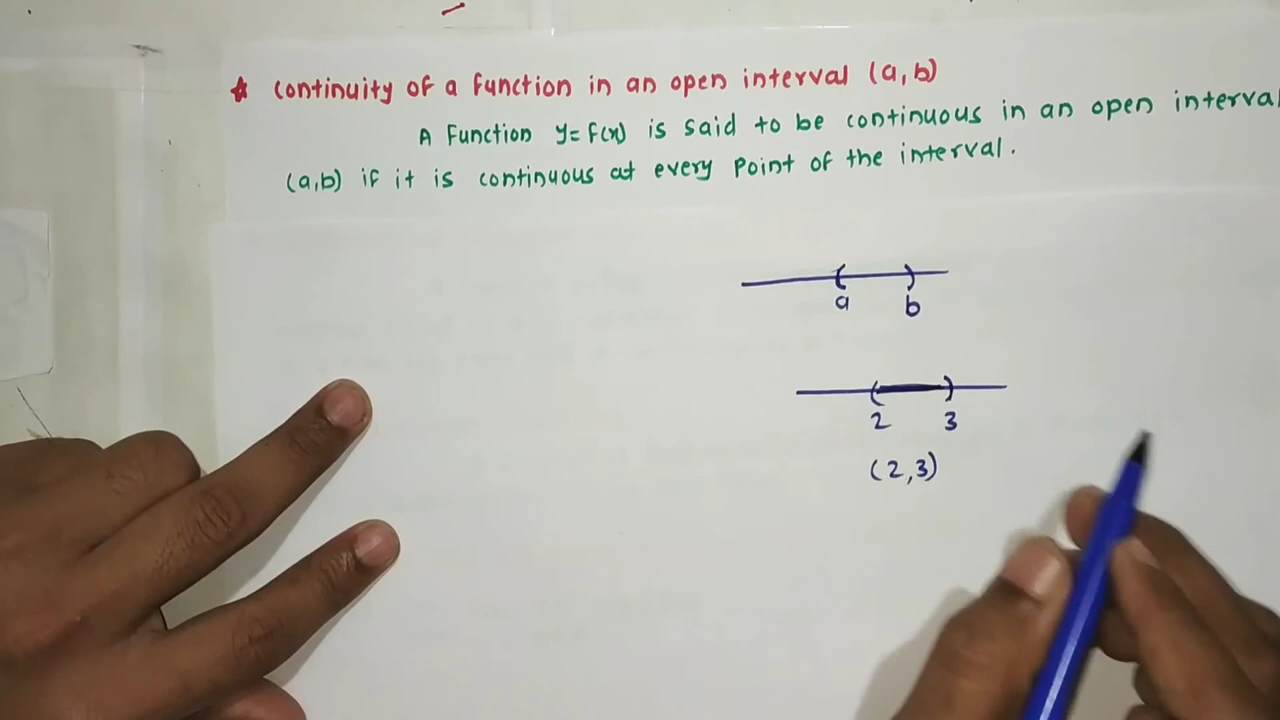 ☆ Continuity of a function in an open interval (a,b)
A Function y=f(x) is said to be continuous in an open interval
(a,b) if it is continuous at every point of the interval.
a b
2 3
(2,3)